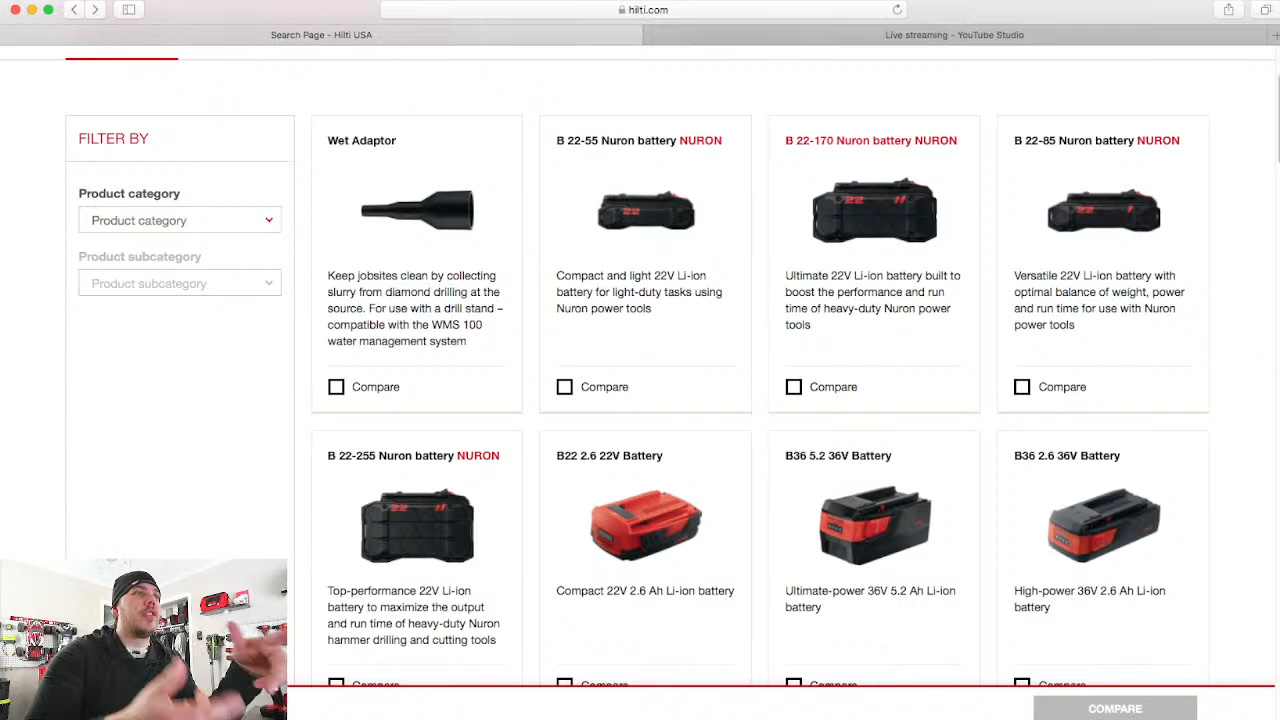 hilti.com
Search Page - Hilti USA
Live streaming - YouTube Studio
FILTER BY
Product category
Product category
Product subcategory
Product subcategory
Wet Adaptor
Keep jobsites clean by collecting
slurry from diamond drilling at the
source. For use with a drill stand –
compatible with the WMS 100
water management system
Compare
B 22-55 Nuron battery NURON
22
Compact and light 22V Li-ion
battery for light-duty tasks using
Nuron power tools
Compare
B 22-170 Nuron battery NURON
22
Ultimate 22V Li-ion battery built to
boost the performance and run
time of heavy-duty Nuron power
tools
Compare
B 22-85 Nuron battery NURON
22
Versatile 22V Li-ion battery with
optimal balance of weight, power
and run time for use with Nuron
power tools
Compare
B 22-255 Nuron battery NURON
22
Top-performance 22V Li-ion
battery to maximize the output
and run time of heavy-duty Nuron
hammer drilling and cutting tools
Compare
B22 2.6 22V Battery
Compact 22V 2.6 Ah Li-ion battery
Compare
B36 5.2 36V Battery
Ultimate-power 36V 5.2 Ah Li-ion
battery
Compare
B36 2.6 36V Battery
High-power 36V 2.6 Ah Li-ion
battery
Compare
COMPARE